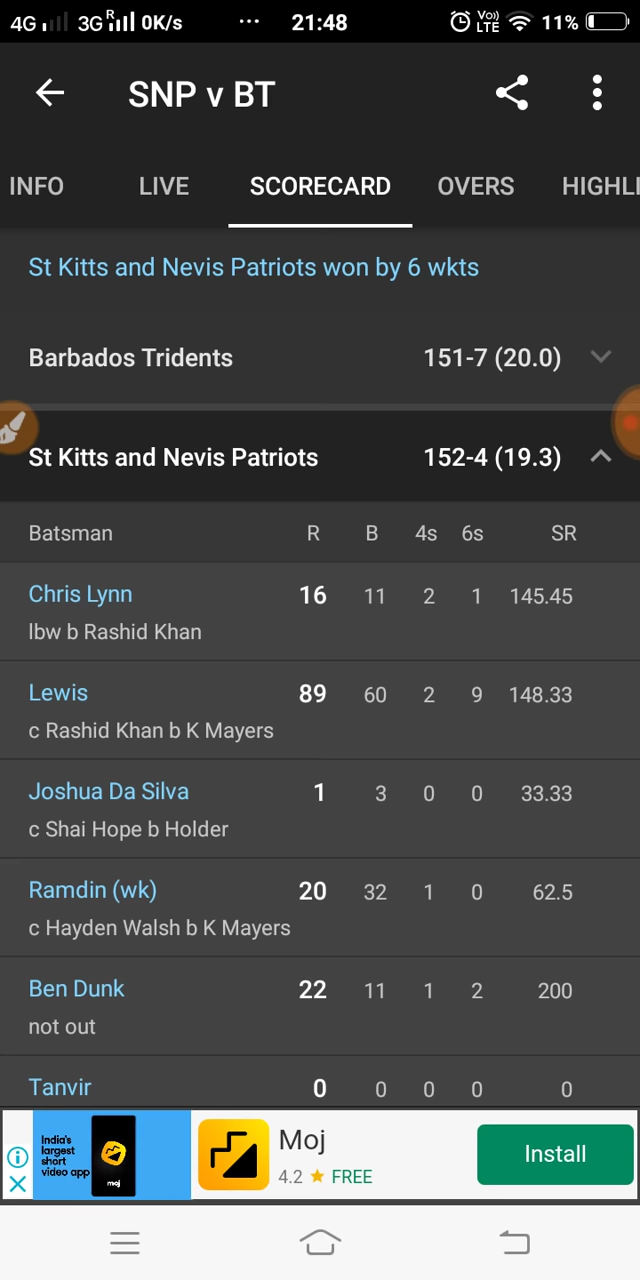 4G 3G R 0K/s ... 21:48 Vo) LTE 11%
SNP v BT
INFO LIVE SCORECARD OVERS HIGHLI
St Kitts and Nevis Patriots won by 6 wkts
Barbados Tridents 151-7 (20.0)
St Kitts and Nevis Patriots 152-4 (19.3)
Batsman R B 4s 6s SR
Chris Lynn 16 11 2 1 145.45
lbw b Rashid Khan
Lewis 89 60 2 9 148.33
c Rashid Khan b K Mayers
Joshua Da Silva 1 3 0 0 33.33
c Shai Hope b Holder
Ramdin (wk) 20 32 1 0 62.5
c Hayden Walsh b K Mayers
Ben Dunk 22 11 1 2 200
not out
Tanvir 0 0 0 0 0
India's
largest
short
video app
moj
Moj
4.2 ★ FREE
Install